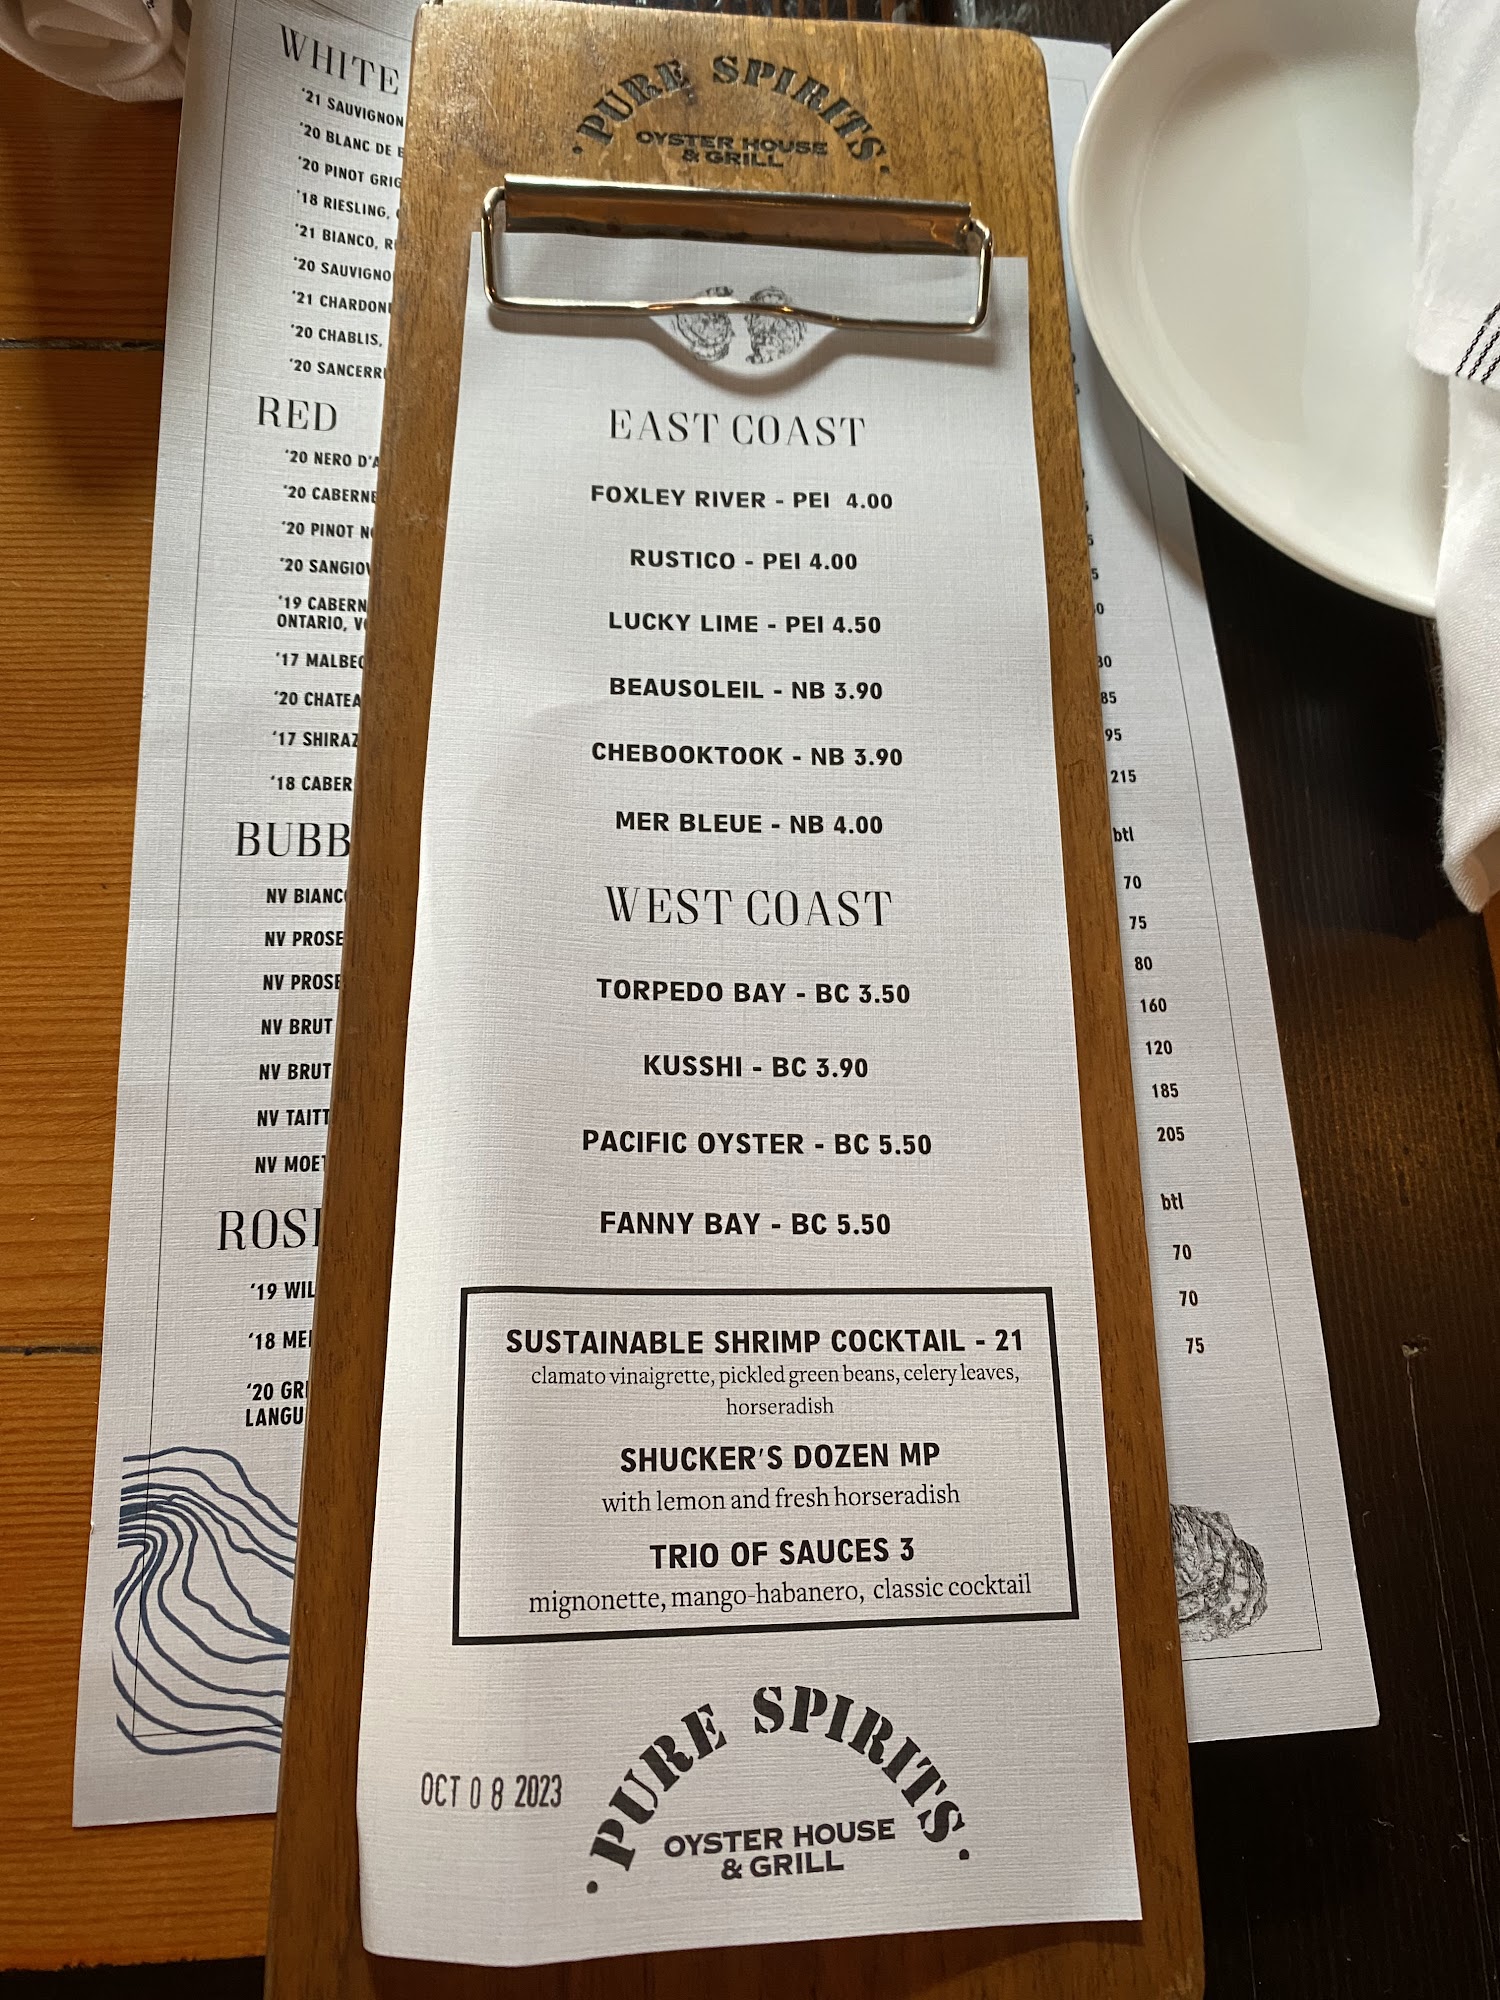 PURE SPIRITS
OYSTER HOUSE
& GRILL
EAST COAST
FOXLEY RIVER - PEI 4.00
RUSTICO - PEI 4.00
LUCKY LIME - PEI 4.50
BEAUSOLEIL - NB 3.90
CHEBOOKTOOK - NB 3.90
MER BLEUE - NB 4.00
WEST COAST
TORPEDO BAY - BC 3.50
KUSSHI - BC 3.90
PACIFIC OYSTER - BC 5.50
FANNY BAY - BC 5.50
SUSTAINABLE SHRIMP COCKTAIL - 21
clamato vinaigrette, pickled green beans, celery leaves,
horseradish
SHUCKER'S DOZEN MP
with lemon and fresh horseradish
TRIO OF SAUCES 3
mignonette, mango-habanero, classic cocktail
OCT 08 2023
PURE SPIRITS
OYSTER HOUSE
& GRILL
WHITE
'21 SAUVIGNON
'20 BLANC DE
'20 PINOT GRIG
'18 RIESLING,
'21 BIANCO,
'20 SAUVIGNO
'21 CHARDON
'20 CHABLIS,
'20 SANCERR
RED
'20 NERO D'A
'20 CABERNE
'20 PINOT N
'20 SANGIOV
'19 CABERN
ONTARIO,
'17 MALBEC
'20 CHATEA
'17 SHIRAZ
'18 CABER
BUBB
NV BIANC
NV PROSE
NV PROSE
NV BRUT
NV BRUT
NV TAITT
NV MOET
ROS
'19 WIL
'18 ME
'20 GR
LANGU
85
95
215
btl
70
75
80
160
120
185
205
btl
70
70
75